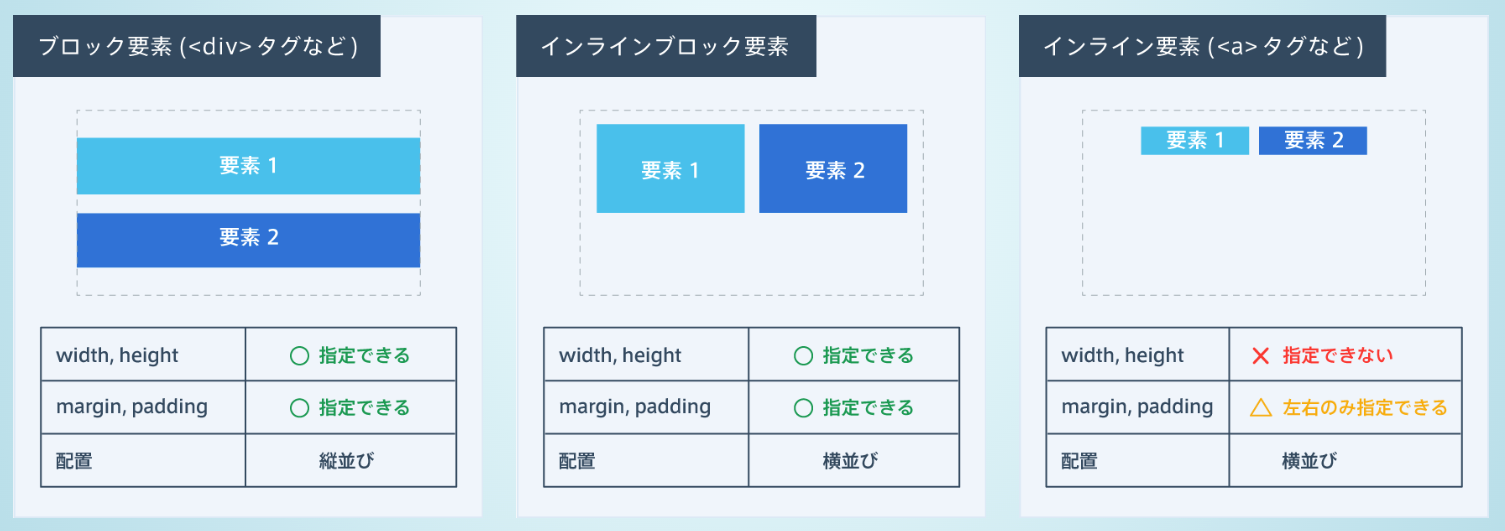 ブロック要素 (<div> タグなど)
要素 1
要素 2
width, height ○ 指定できる
margin, padding ○ 指定できる
配置 縦並び
インラインブロック要素
要素 1 要素 2
width, height ○ 指定できる
margin, padding ○ 指定できる
配置 横並び
インライン要素 (<a> タグなど)
要素 1 要素 2
width, height × 指定できない
margin, padding △ 左右のみ指定できる
配置 横並び